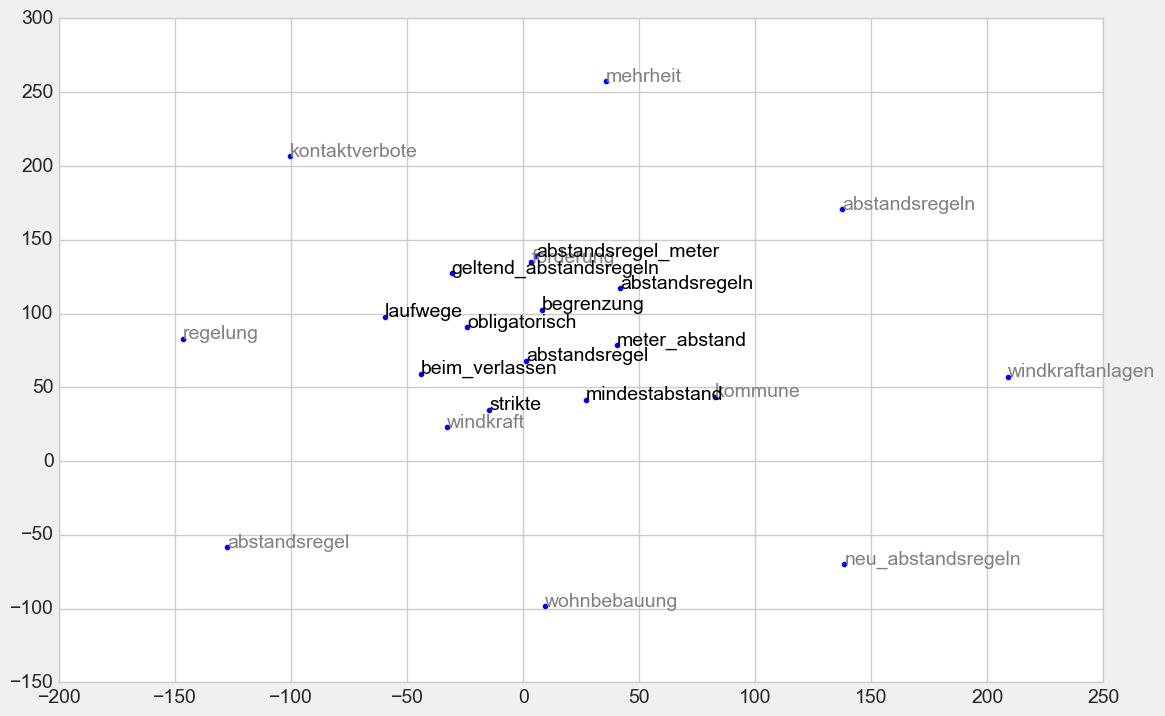 300
mehrheit
250
kontaktverbote
200
abstandsregeln
150
abstandsregel_meter
förderung
geltend_abstandsregeln
abstandsregeln
100
begrenzung
laufwege
obligatorisch
regelung
meter_abstand
abstandsregel
beim_verlassen
windkraftanlagen
50
kommune
mindestabstand
strikte
windkraft
0
−50
abstandsregel
neu_abstandsregeln
wohnbebauung
−100
−150
−200 −150 −100 −50 0 50 100 150 200 250